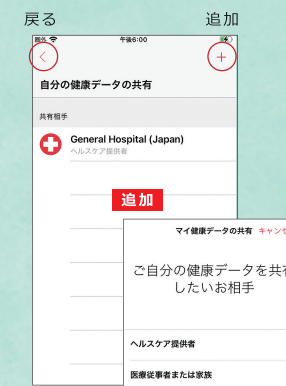 戻る
追加
圏外
午後6:00
自分の健康データの共有
共有相手
General Hospital (Japan)
ヘルスケア提供者
追加
マイ健康データの共有 キャンセ
ご自分の健康データを共有
したいお相手
ヘルスケア提供者
医療従事者または家族